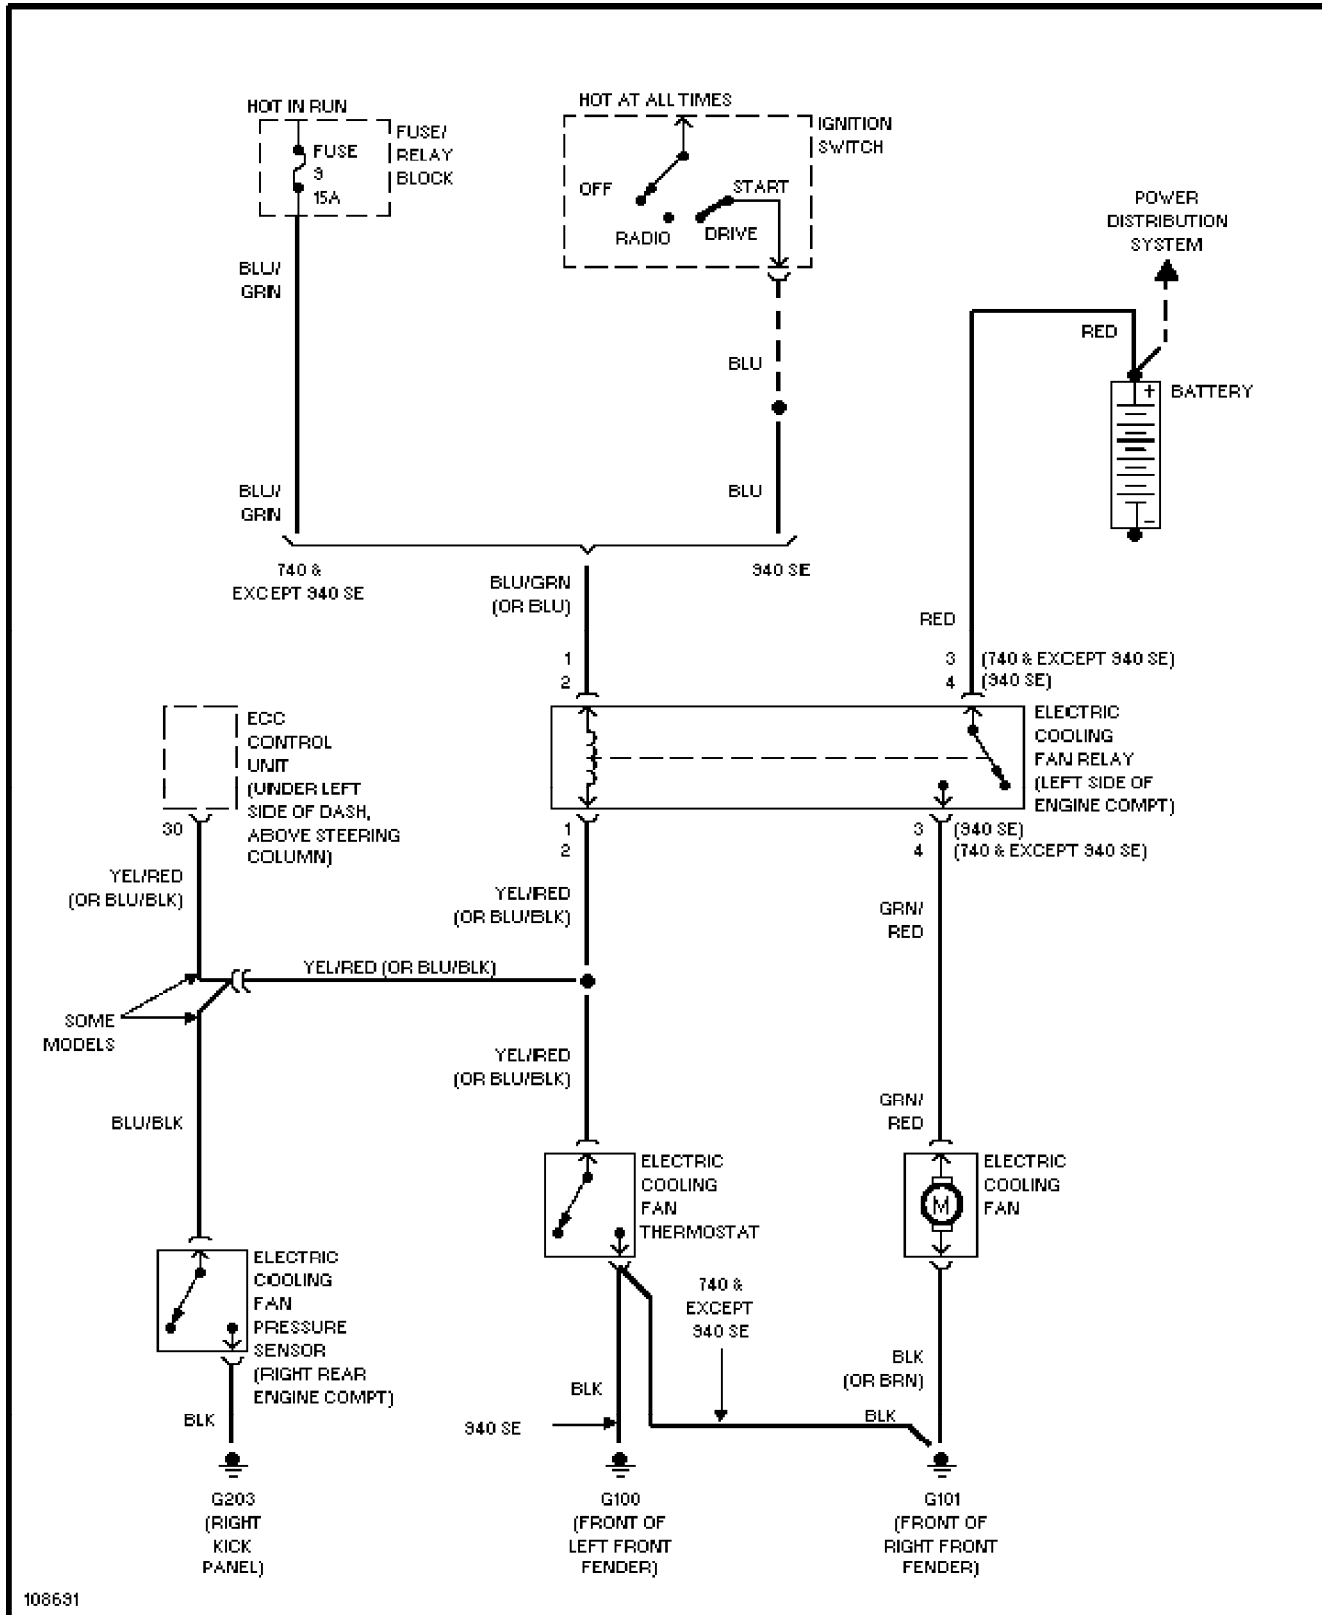 HOT IN RUN
FUSE/
RELAY
BLOCK
FUSE
9
15A
HOT AT ALL TIMES
IGNITION
SWITCH
OFF
START
RADIO
DRIVE
POWER
DISTRIBUTION
SYSTEM
BLU/
GRN
BLU
RED
+
BATTERY
–
BLU/
GRN
BLU
740 &
EXCEPT 940 SE
940 SE
BLU/GRN
(OR BLU)
RED
1
2
3 (740 & EXCEPT 940 SE)
4 (940 SE)
ECC
CONTROL
UNIT
(UNDER LEFT
SIDE OF DASH,
ABOVE STEERING
COLUMN)
ELECTRIC
COOLING
FAN RELAY
(LEFT SIDE OF
ENGINE COMPT)
30
1
2
3 (940 SE)
4 (740 & EXCEPT 940 SE)
YEL/RED
(OR BLU/BLK)
YEL/RED
(OR BLU/BLK)
GRN/
RED
YEL/RED (OR BLU/BLK)
SOME
MODELS
YEL/RED
(OR BLU/BLK)
BLU/BLK
GRN/
RED
ELECTRIC
COOLING
FAN
THERMOSTAT
ELECTRIC
COOLING
FAN
M
ELECTRIC
COOLING
FAN
PRESSURE
SENSOR
(RIGHT REAR
ENGINE COMPT)
740 &
EXCEPT
940 SE
BLK
(OR BRN)
BLK
BLK
BLK
940 SE
G203
(RIGHT
KICK
PANEL)
G100
(FRONT OF
LEFT FRONT
FENDER)
G101
(FRONT OF
RIGHT FRONT
FENDER)
108691